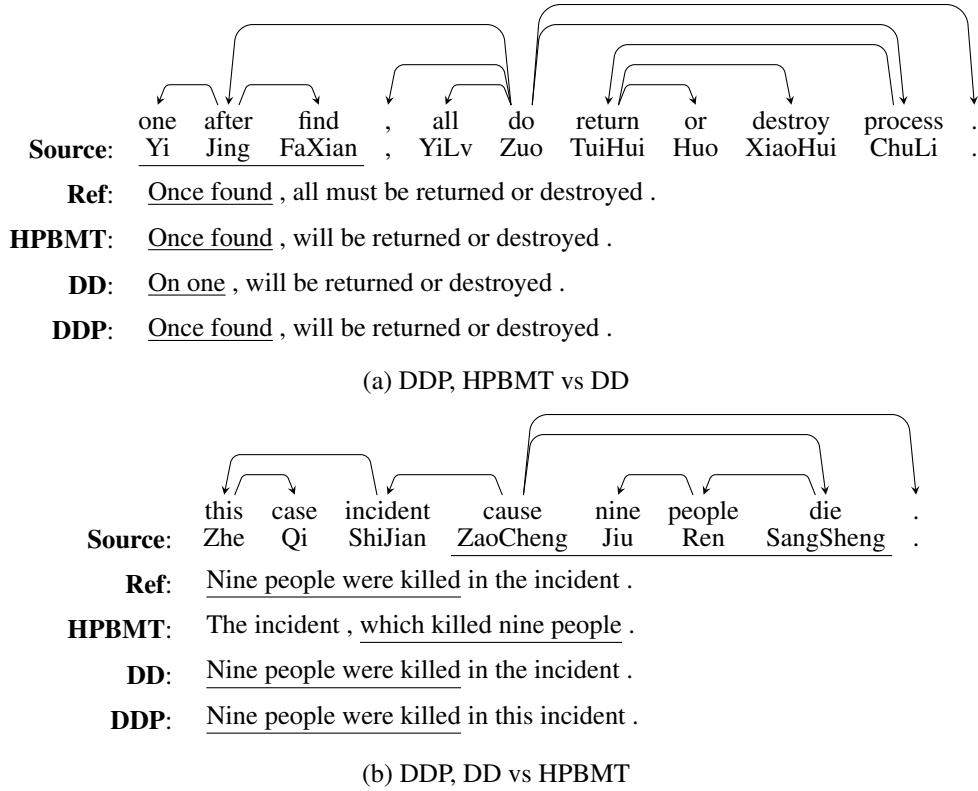 one after find , all do return or destroy process .
Source: Yi Jing FaXian , YiLv Zuo TuiHui Huo XiaoHui ChuLi .
Ref: Once found , all must be returned or destroyed .
HPBMT: Once found , will be returned or destroyed .
DD: On one , will be returned or destroyed .
DDP: Once found , will be returned or destroyed .
(a) DDP, HPBMT vs DD
this case incident cause nine people die .
Source: Zhe Qi ShiJian ZaoCheng Jiu Ren SangSheng .
Ref: Nine people were killed in the incident .
HPBMT: The incident , which killed nine people .
DD: Nine people were killed in the incident .
DDP: Nine people were killed in this incident .
(b) DDP, DD vs HPBMT